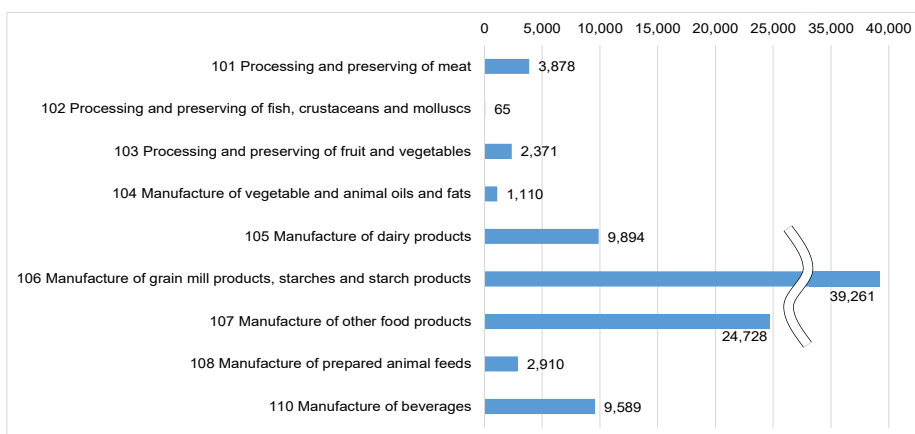 0 5,000 10,000 15,000 20,000 25,000 35,000 40,000
101 Processing and preserving of meat 3,878
102 Processing and preserving of fish, crustaceans and molluscs 65
103 Processing and preserving of fruit and vegetables 2,371
104 Manufacture of vegetable and animal oils and fats 1,110
105 Manufacture of dairy products 9,894
106 Manufacture of grain mill products, starches and starch products 39,261
107 Manufacture of other food products 24,728
108 Manufacture of prepared animal feeds 2,910
110 Manufacture of beverages 9,589